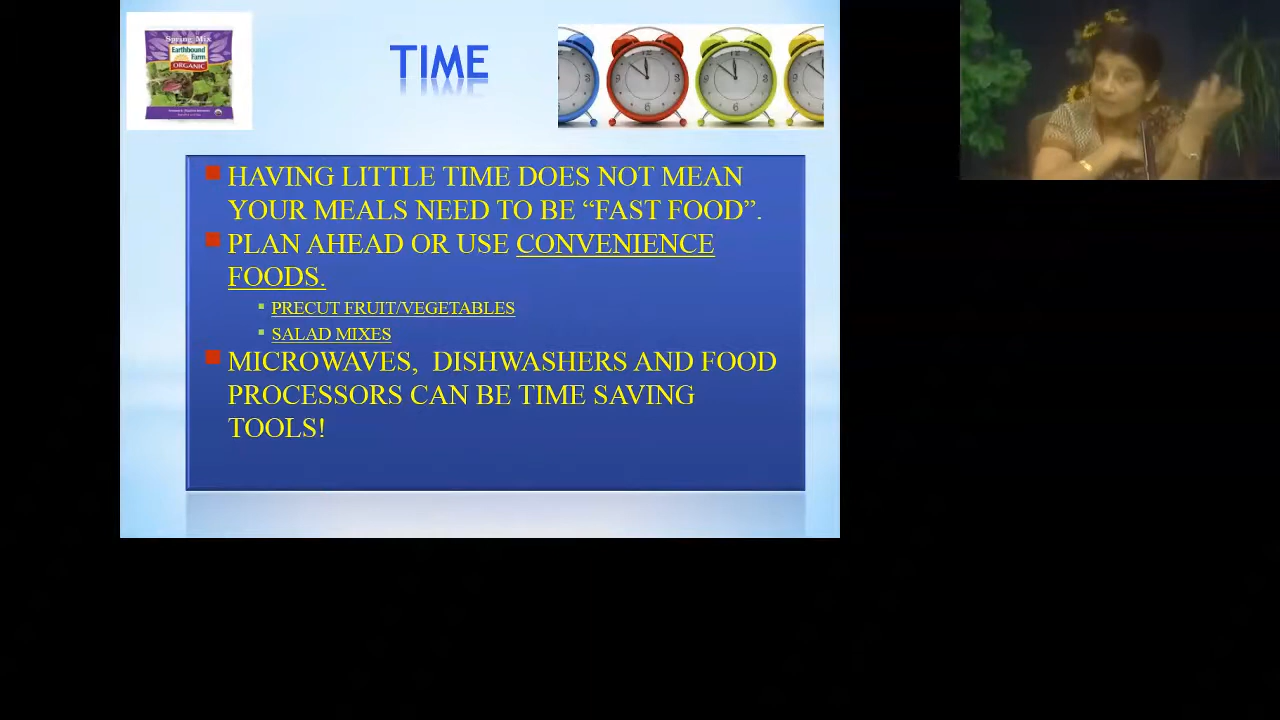 Spring Mix
Earthbound
Farm
ORGANIC
TIME
HAVING LITTLE TIME DOES NOT MEAN
YOUR MEALS NEED TO BE “FAST FOOD”.
PLAN AHEAD OR USE CONVENIENCE
FOODS.
PRECUT FRUIT/VEGETABLES
SALAD MIXES
MICROWAVES, DISHWASHERS AND FOOD
PROCESSORS CAN BE TIME SAVING
TOOLS!